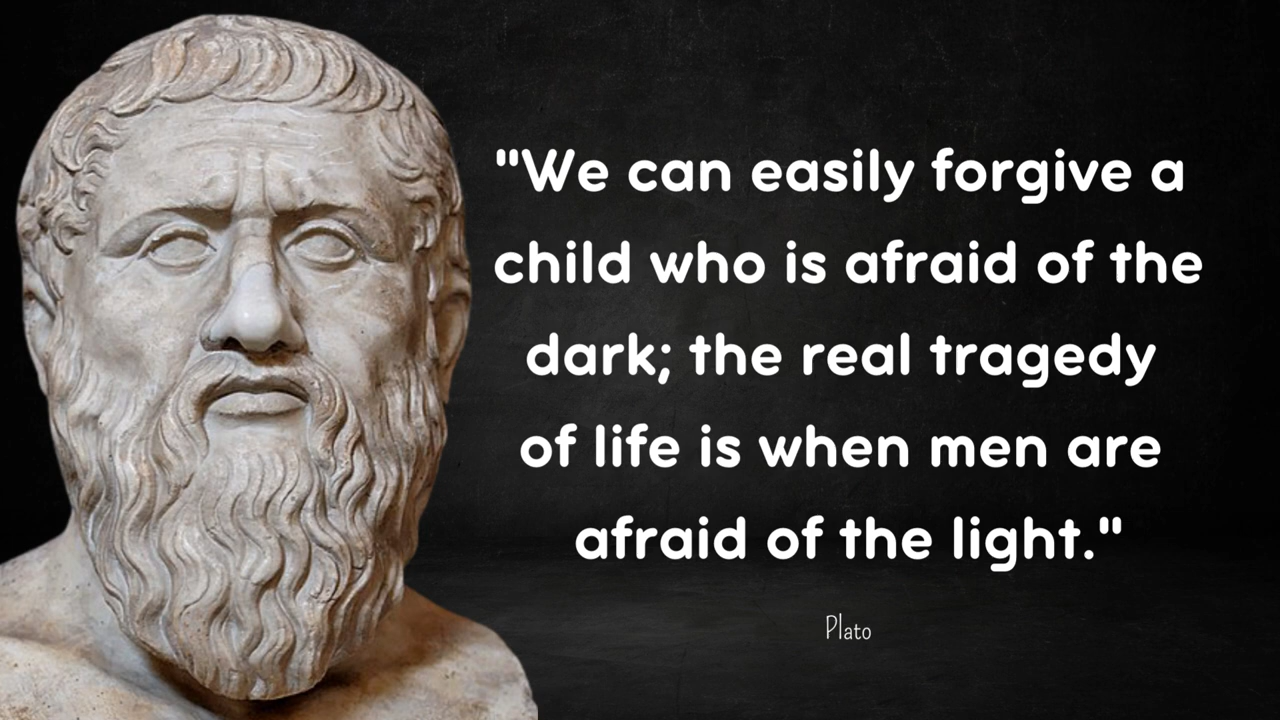 "We can easily forgive a
child who is afraid of the
dark; the real tragedy
of life is when men are
afraid of the light."
Plato